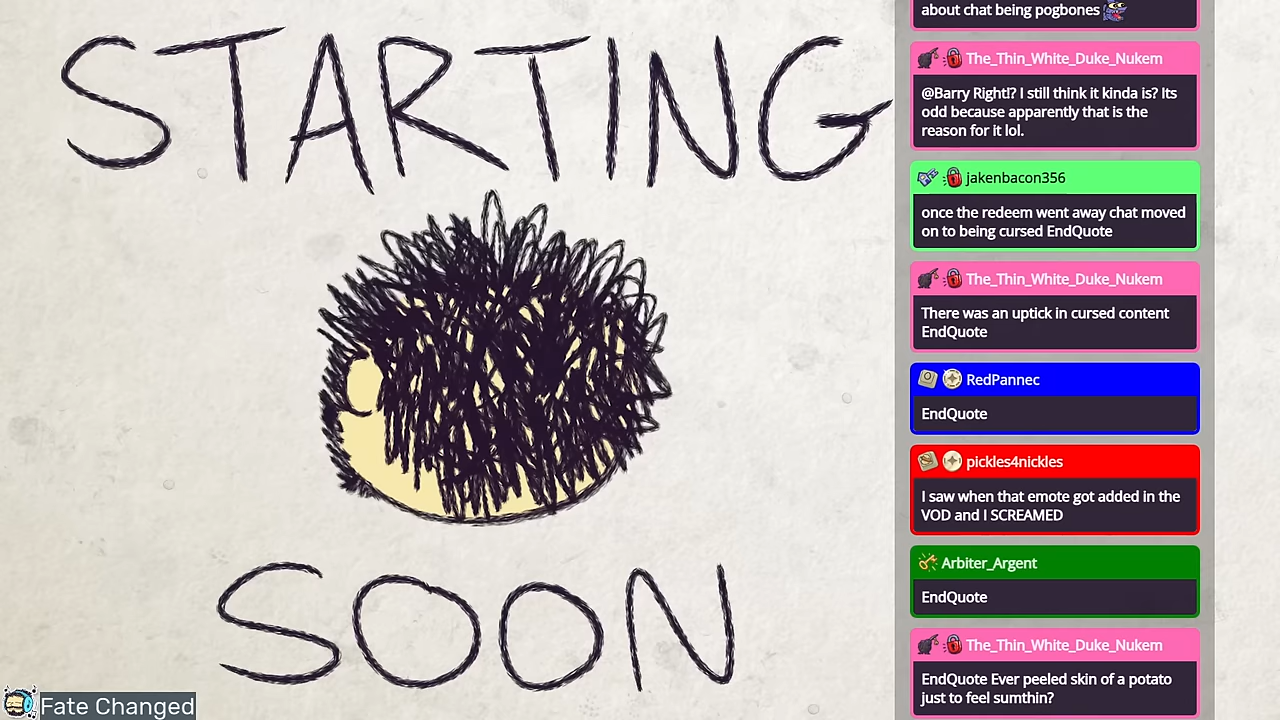 STARTING
SOON
Fate Changed
about chat being pogbones
The_Thin_White_Duke_Nukem
@Barry Right!? I still think it kinda is? Its
odd because apparently that is the
reason for it lol.
jakenbacon356
once the redeem went away chat moved
on to being cursed EndQuote
The_Thin_White_Duke_Nukem
There was an uptick in cursed content
EndQuote
RedPannec
EndQuote
pickles4nickles
I saw when that emote got added in the
VOD and I SCREAMED
Arbiter_Argent
EndQuote
The_Thin_White_Duke_Nukem
EndQuote Ever peeled skin of a potato
just to feel sumthin?